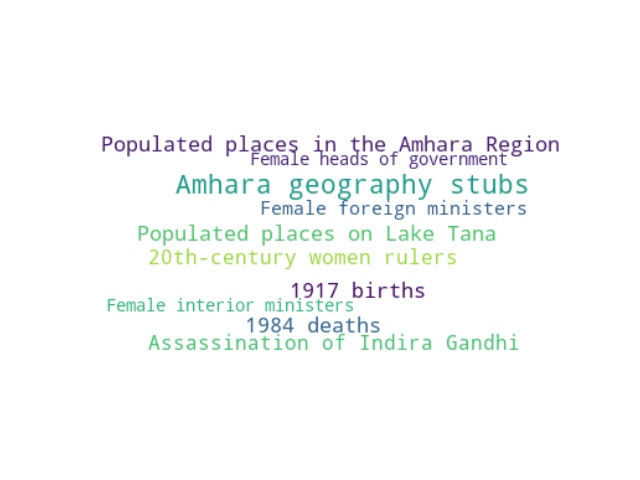 Populated places in the Amhara Region
Female heads of government
Amhara geography stubs
Female foreign ministers
Populated places on Lake Tana
20th-century women rulers
1917 births
Female interior ministers
1984 deaths
Assassination of Indira Gandhi